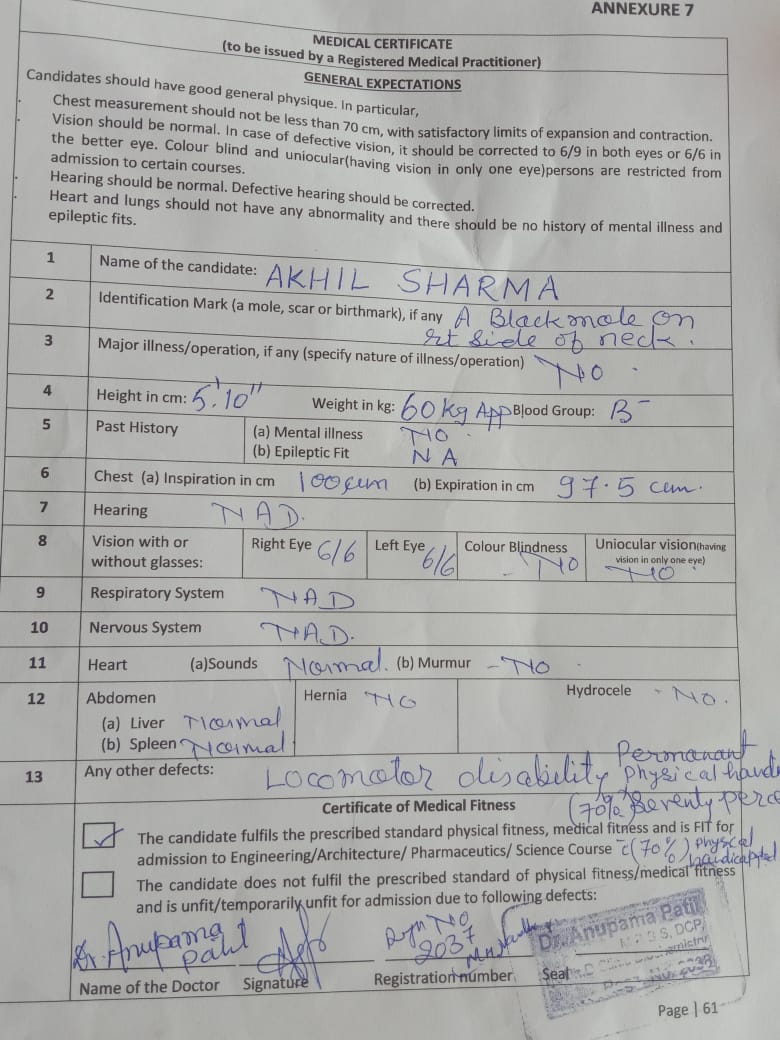 ANNEXURE 7
MEDICAL CERTIFICATE
(to be issued by a Registered Medical Practitioner)
GENERAL EXPECTATIONS
Candidates should have good general physique. In particular,
Chest measurement should not be less than 70 cm, with satisfactory limits of expansion and contraction.
Vision should be normal. In case of defective vision, it should be corrected to 6/9 in both eyes or 6/6 in
the better eye. Colour blind and uniocular(having vision in only one eye)persons are restricted from
admission to certain courses.
Hearing should be normal. Defective hearing should be corrected.
Heart and lungs should not have any abnormality and there should be no history of mental illness and
epileptic fits.
1 Name of the candidate: AKHIL SHARMA
2 Identification Mark (a mole, scar or birthmark), if any A Black mole on
rt side of neck.
3 Major illness/operation, if any (specify nature of illness/operation) NO
4 Height in cm: 5'.10" Weight in kg: 60 kg App Blood Group: B-
5 Past History (a) Mental illness NO
(b) Epileptic Fit NA
6 Chest (a) Inspiration in cm 100 cm (b) Expiration in cm 97.5 cm.
7 Hearing NAD.
8 Vision with or without glasses: Right Eye 6/6 Left Eye 6/6 Colour Blindness - NO Uniocular vision(having vision in only one eye) NO
9 Respiratory System NAD
10 Nervous System NAD.
11 Heart (a)Sounds Normal. (b) Murmur - NO
12 Abdomen Hernia NO Hydrocele - NO.
(a) Liver Normal
(b) Spleen Normal
13 Any other defects: Locomotor disability Permanant
physical
(70% Seventy
Certificate of Medical Fitness
The candidate fulfils the prescribed standard physical fitness, medical fitness and is FIT for
admission to Engineering/Architecture/ Pharmaceutics/ Science Course c̄ (70%) physcal
handicapted
The candidate does not fulfil the prescribed standard of physical fitness/medical fitness
and is unfit/temporarily unfit for admission due to following defects:
Dr. Anupama
Patil
Regn NO
2037
Dr. Anupama Patil
M B B S, DCP,
Name of the Doctor Signature Registration number Seal
Page | 61